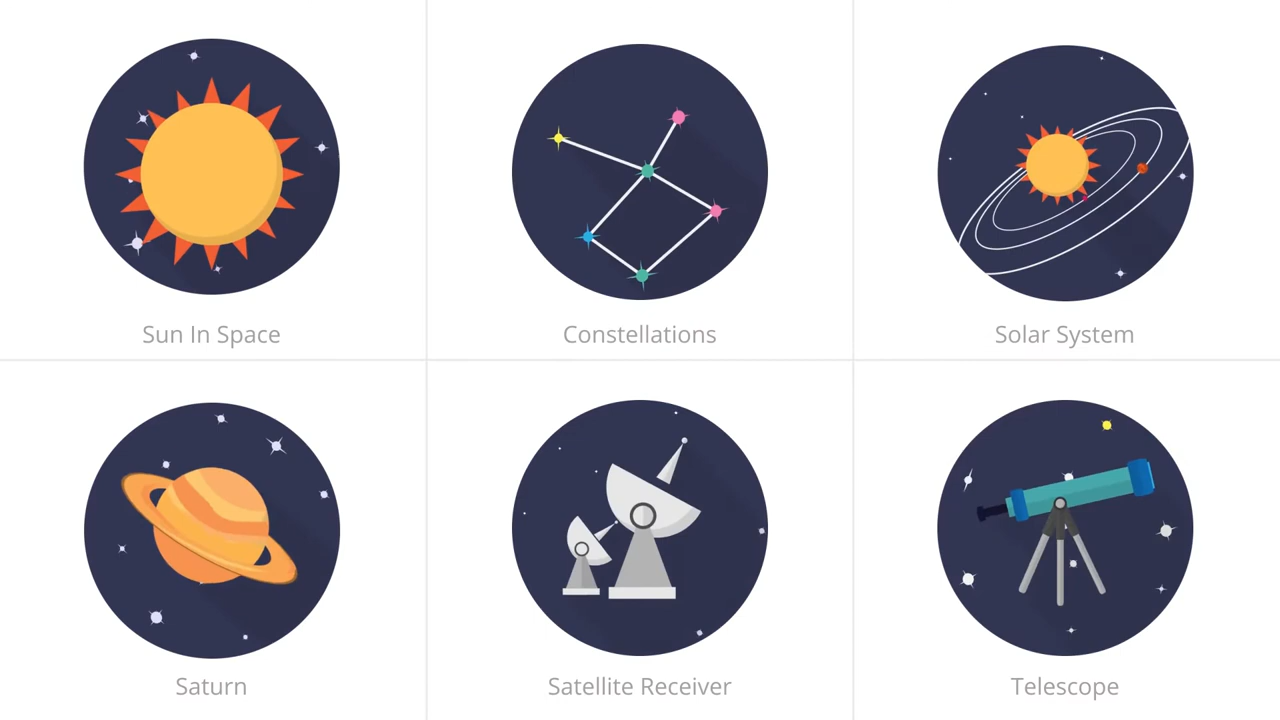 Sun In Space
Constellations
Solar System
Saturn
Satellite Receiver
Telescope